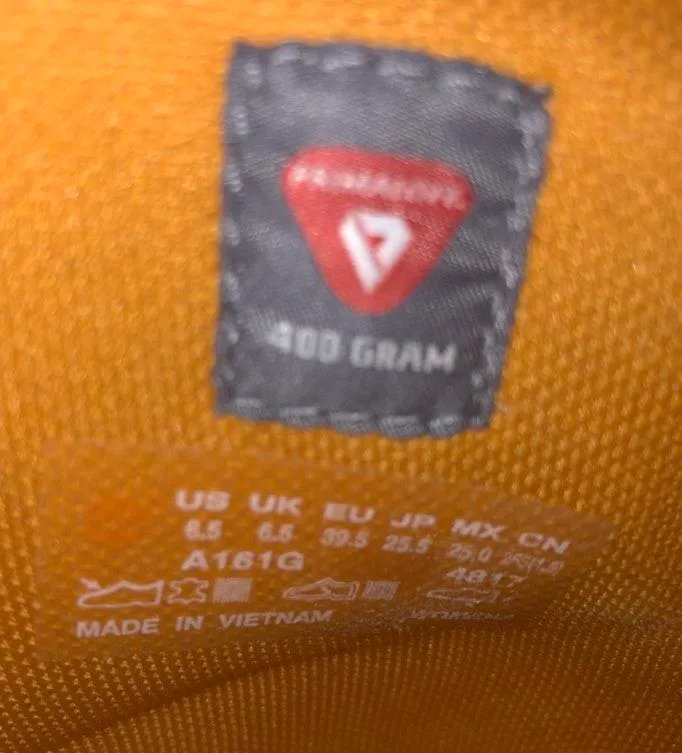 PRIMALOFT
400 GRAM
US UK EU JP MX CN
6.5 6.5 39.5 25.5 25.0
A161G 4817
MADE IN VIETNAM